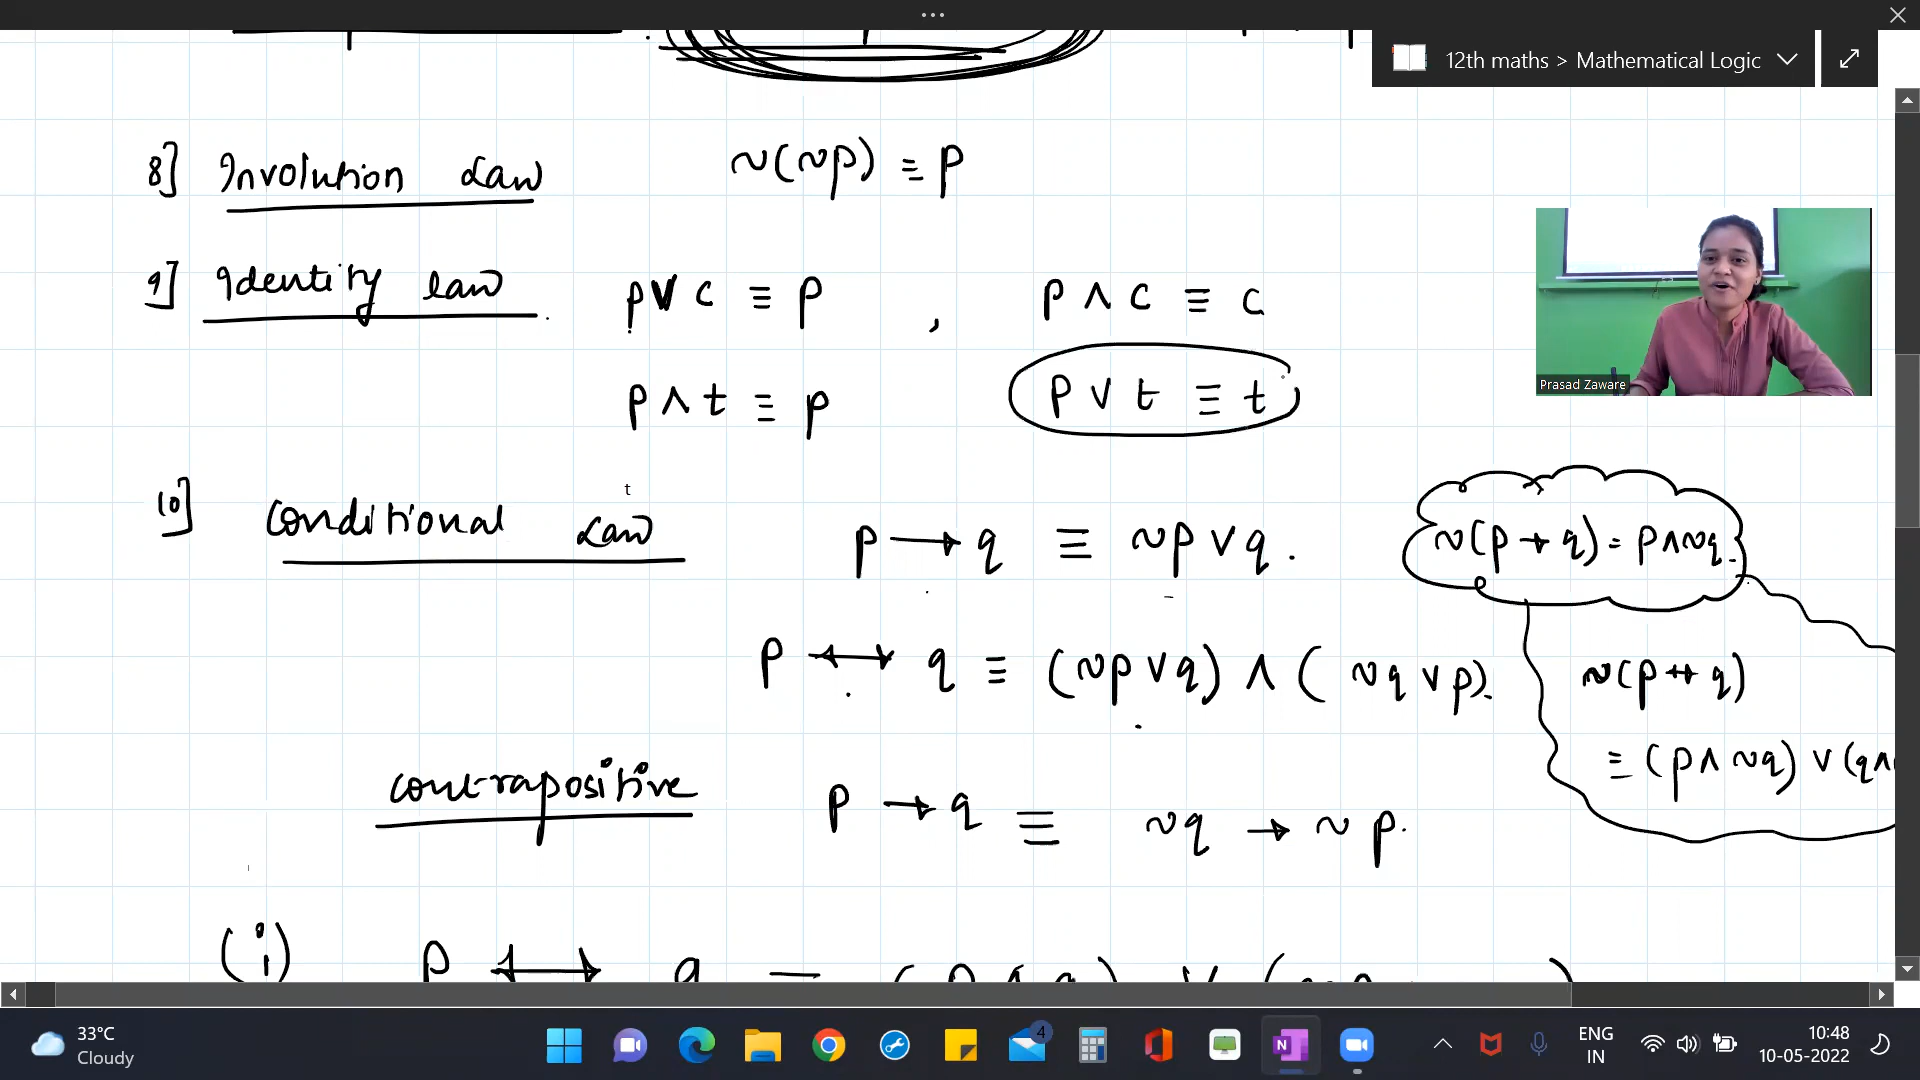 12th maths > Mathematical Logic
8] Involution Law ~(~p) ≡ p
9] Identity law p ∨ c ≡ p , p ∧ c ≡ c
p ∧ t ≡ p p ∨ t ≡ t
Prasad Zaware
t
10] Conditional Law p → q ≡ ~p ∨ q.
~(p → q) = p ∧ ~q.
p ↔ q ≡ (~p ∨ q) ∧ (~q ∨ p).
~(p ↔ q)
≡ (p ∧ ~q) ∨ (q ∧
contrapositive p → q ≡ ~q → ~p.
(i) p ↔ q = (p ∧ q) ∨ (
33°C
Cloudy
4
ENG
IN
10:48
10-05-2022